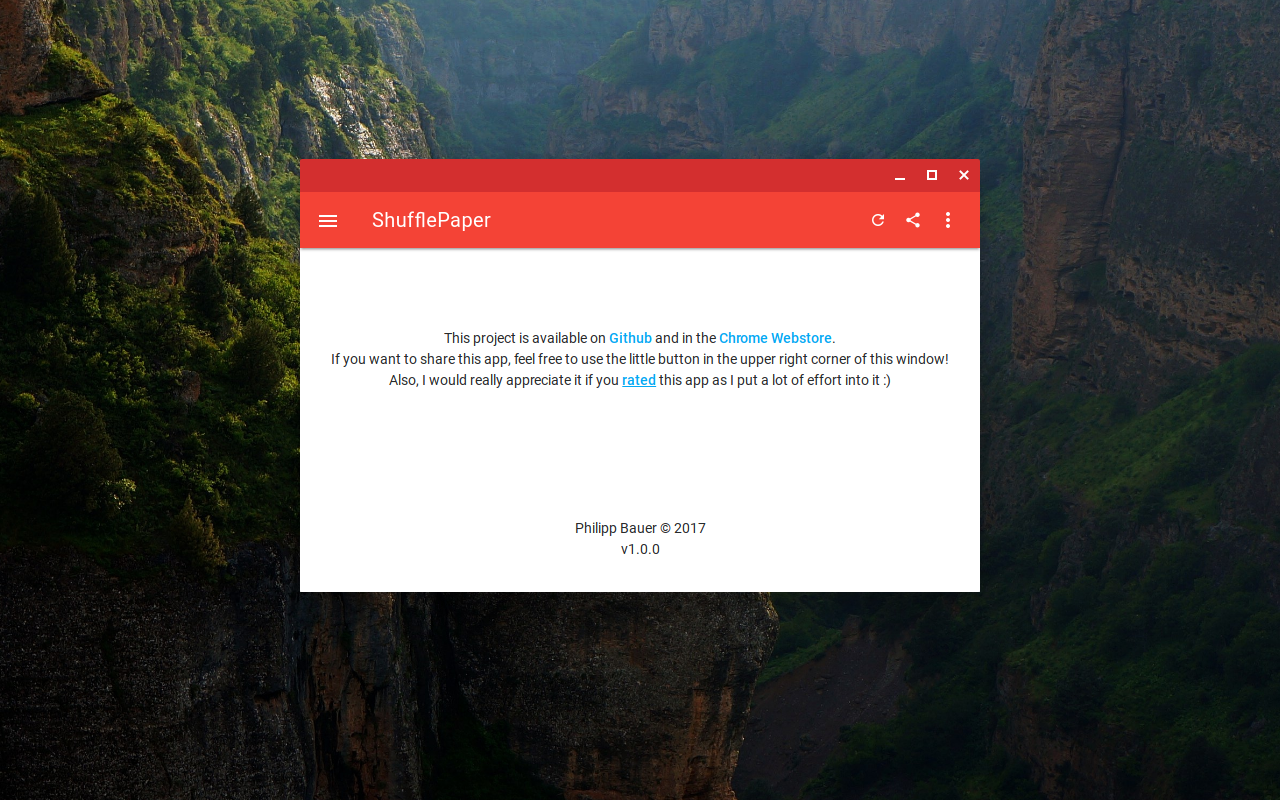 ShufflePaper
This project is available on Github and in the Chrome Webstore.
If you want to share this app, feel free to use the little button in the upper right corner of this window!
Also, I would really appreciate it if you rated this app as I put a lot of effort into it :)
Philipp Bauer © 2017
v1.0.0